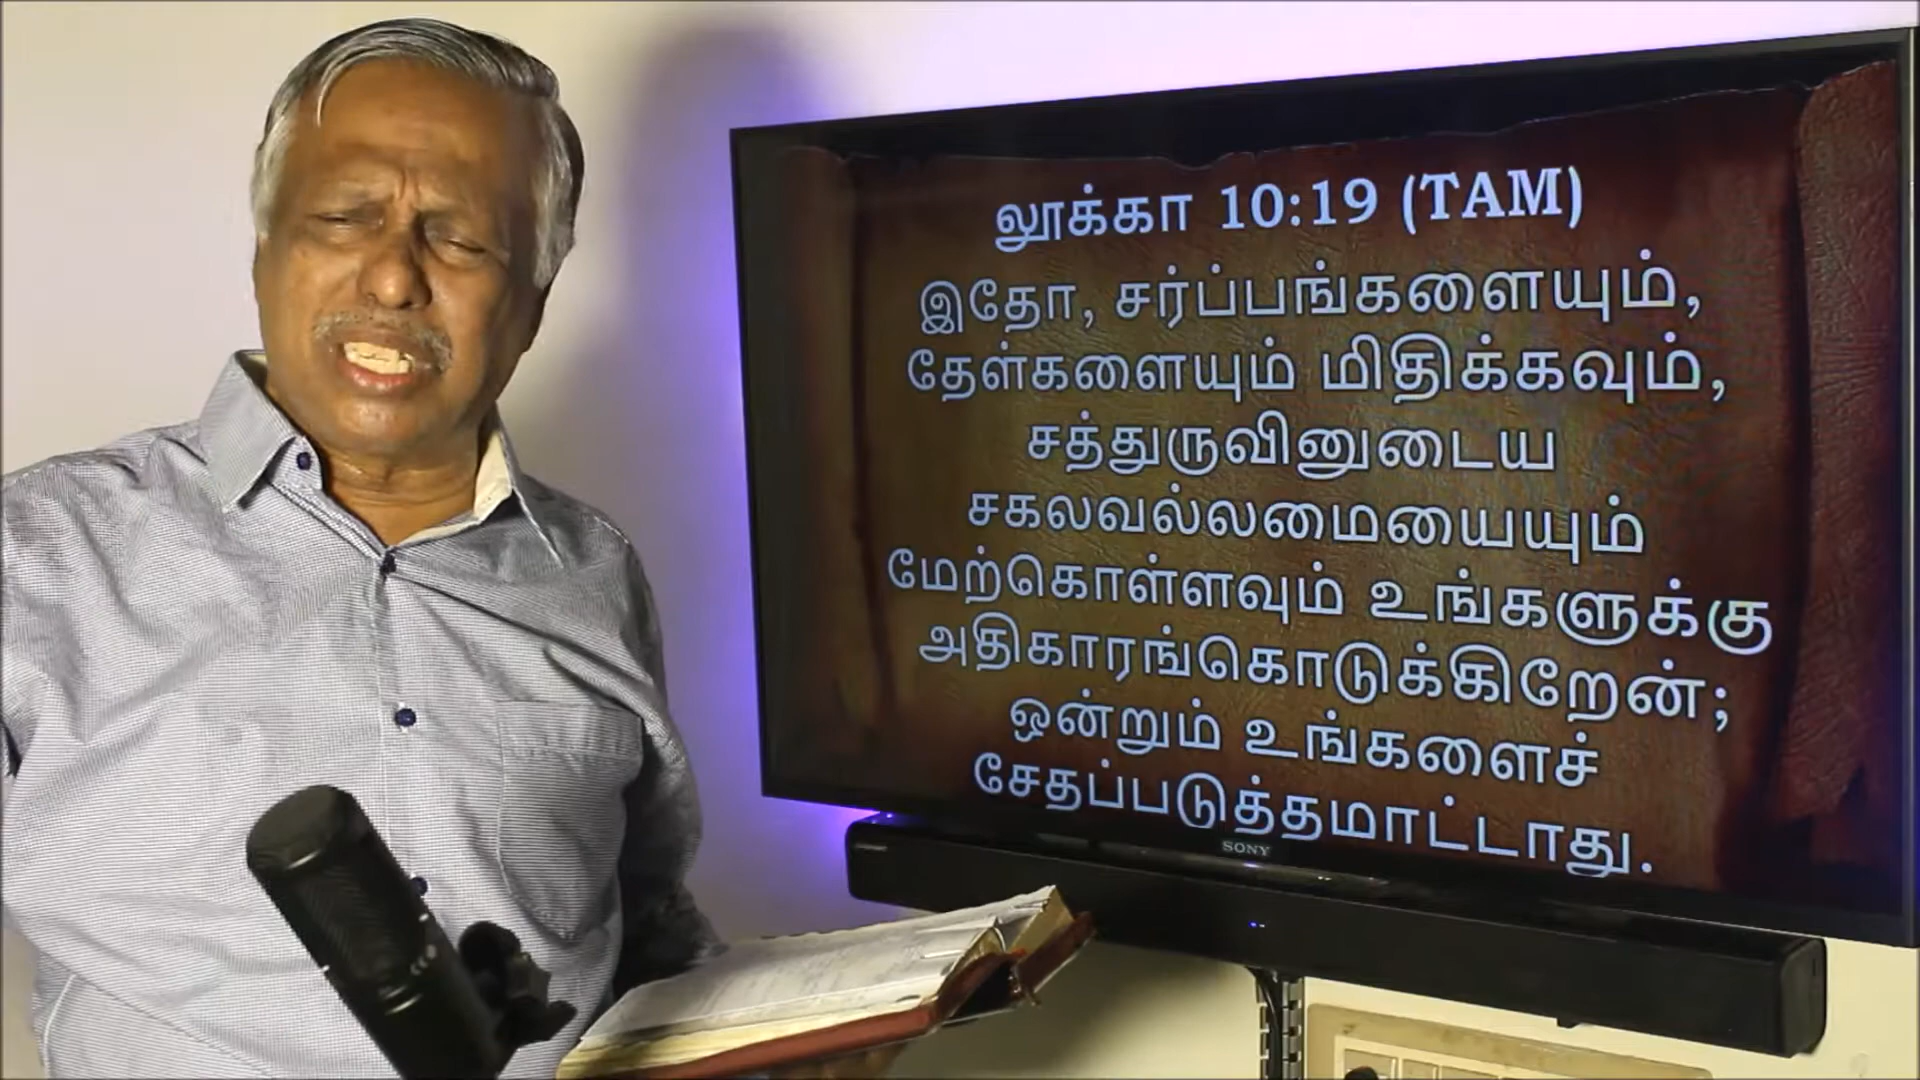 லூக்கா 10:19 (TAM)
இதோ, சர்ப்பங்களையும்,
தேள்களையும் மிதிக்கவும்,
சத்துருவினுடைய
சகலவல்லமையையும்
மேற்கொள்ளவும் உங்களுக்கு
அதிகாரங்கொடுக்கிறேன்;
ஒன்றும் உங்களைச்
சேதப்படுத்தமாட்டாது.
SONY